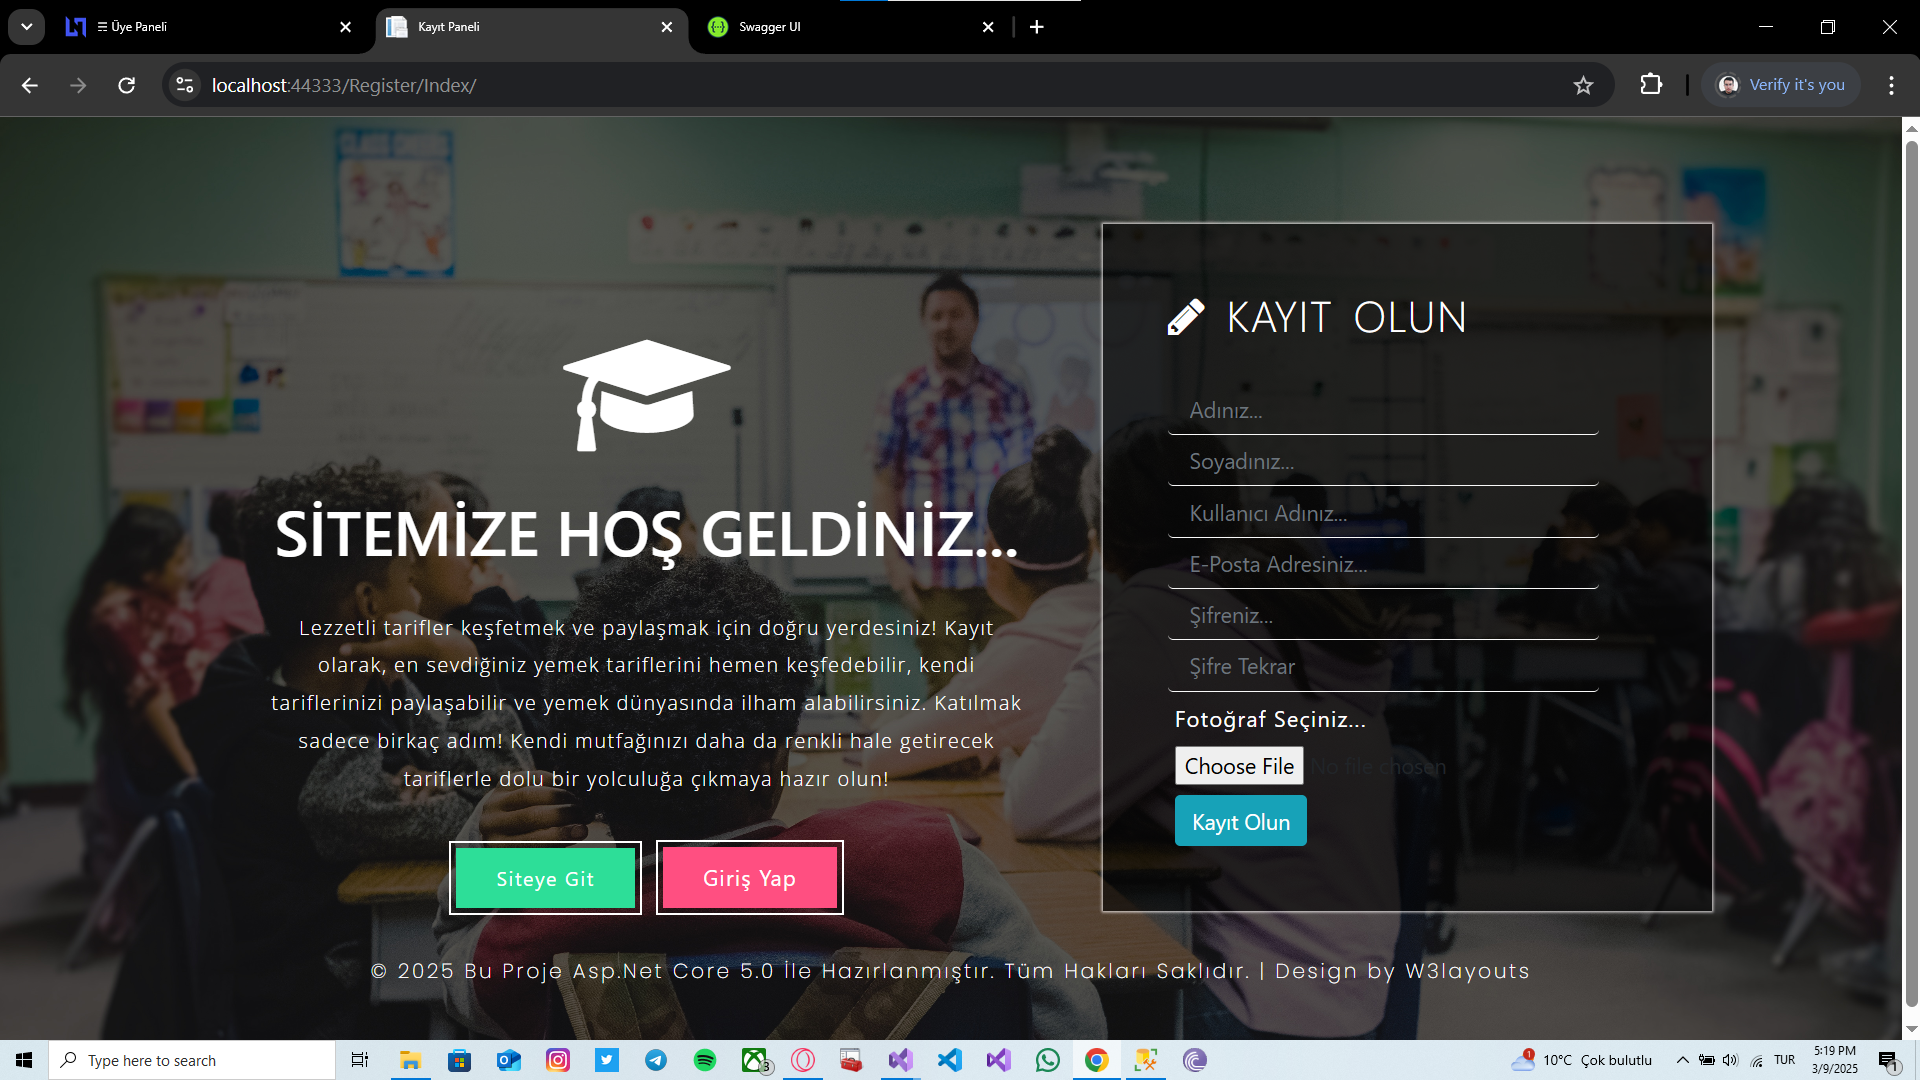 ☰ Üye Paneli
Kayıt Paneli
Swagger UI
localhost:44333/Register/Index/
Verify it's you
KAYIT OLUN
Adınız...
Soyadınız...
Kullanıcı Adınız...
E-Posta Adresiniz...
Şifreniz...
Şifre Tekrar
Fotoğraf Seçiniz...
Choose File No file chosen
Kayıt Olun
SİTEMİZE HOŞ GELDİNİZ...
Lezzetli tarifler keşfetmek ve paylaşmak için doğru yerdesiniz! Kayıt
olarak, en sevdiğiniz yemek tariflerini hemen keşfedebilir, kendi
tariflerinizi paylaşabilir ve yemek dünyasında ilham alabilirsiniz. Katılmak
sadece birkaç adım! Kendi mutfağınızı daha da renkli hale getirecek
tariflerle dolu bir yolculuğa çıkmaya hazır olun!
Siteye Git
Giriş Yap
© 2025 Bu Proje Asp.Net Core 5.0 İle Hazırlanmıştır. Tüm Hakları Saklıdır. | Design by W3layouts
Type here to search
3
1
10°C Çok bulutlu
TUR
5:19 PM
3/9/2025
1